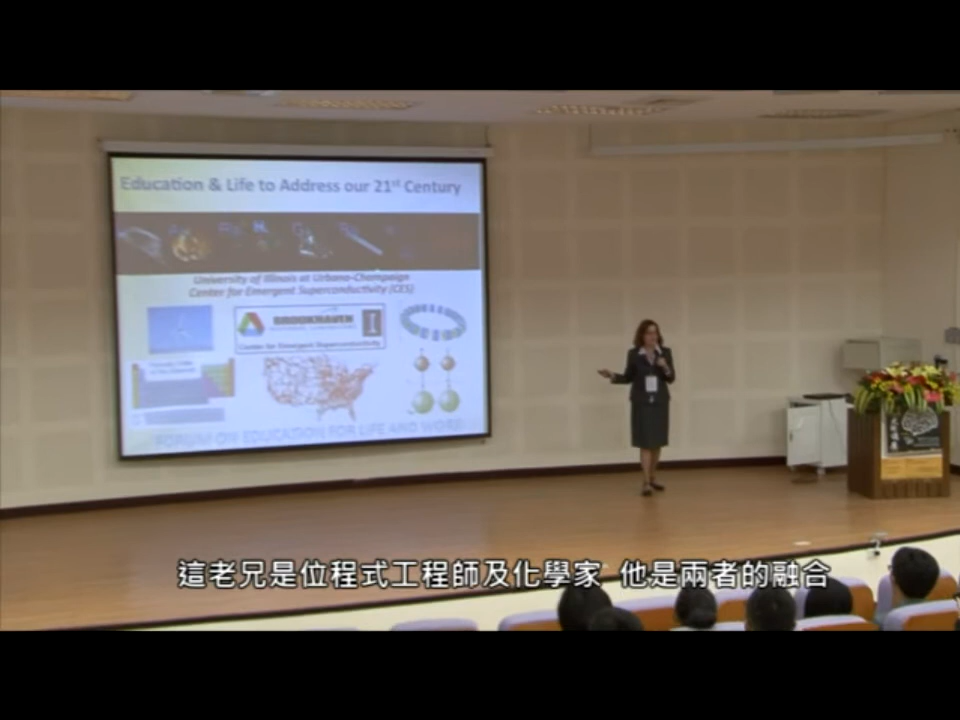 Education & Life to Address our 21st Century
University of Illinois at Urbana-Champaign
Center for Emergent Superconductivity (CES)
BROOKHAVEN
Center for Emergent Superconductivity
FORUM ON EDUCATION FOR LIFE AND WORK
這老兄是位程式工程師及化學家 他是兩者的融合